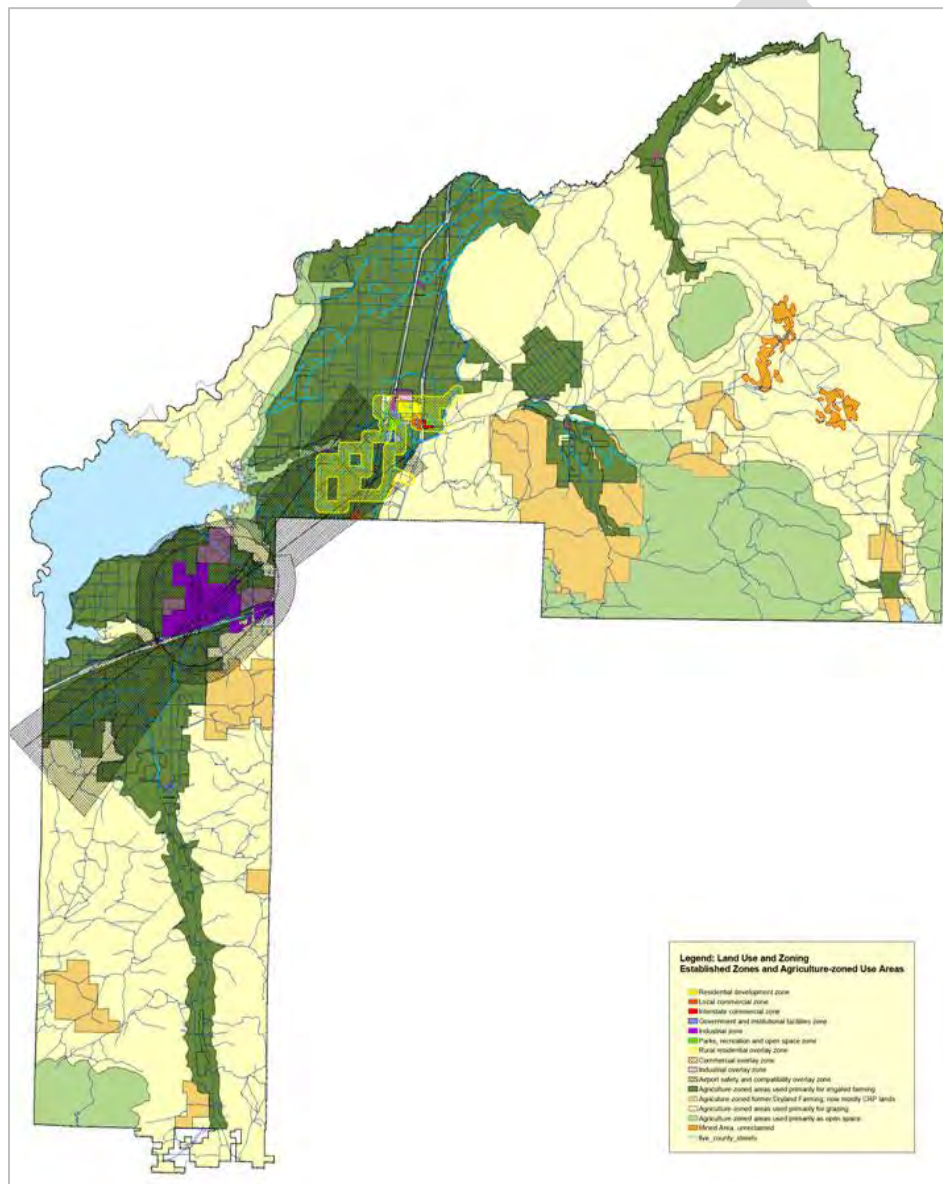 Legend: Land Use and Zoning
Established Zones and Agriculture-zoned Use Areas
Residential development zone
Local commercial zone
Interstate commercial zone
Government and institutional facilities zone
Industrial zone
Parks, recreation and open space zone
Rural residential overlay zone
Commercial overlay zone
Industrial overlay zone
Airport safety and compatibility overlay zone
Agriculture-zoned areas used primarily for irrigated farming
Agriculture-zoned former Dryland Farming; now mostly CRP lands
Agriculture-zoned areas used primarily for grazing
Agriculture-zoned areas used primarily as open space
Mined Area, unreclaimed